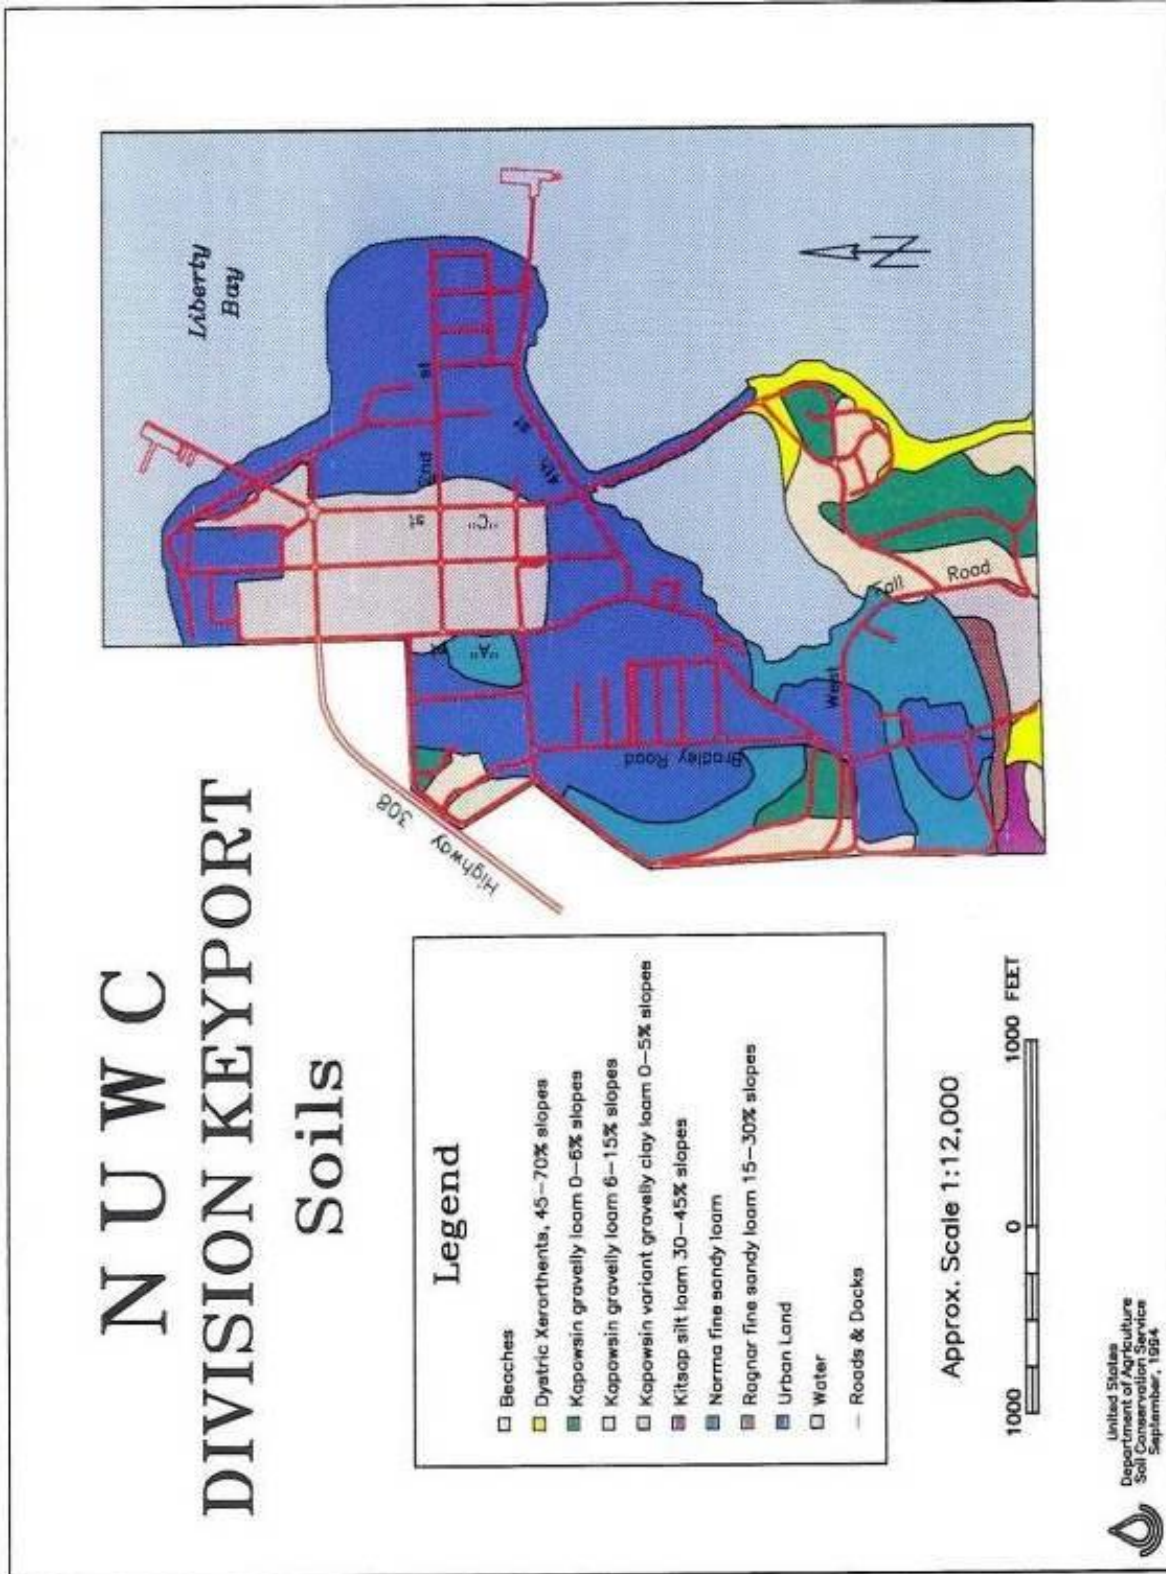 N U W C
DIVISION KEYPORT
Soils
Legend
Beaches
Dystric Xerorthents, 45-70% slopes
Kapowsin gravelly loam 0-6% slopes
Kapowsin gravelly loam 6-15% slopes
Kapowsin variant gravelly clay loam 0-5% slopes
Kitsap silt loam 30-45% slopes
Norma fine sandy loam
Ragnar fine sandy loam 15-30% slopes
Urban Land
Water
Roads & Docks
Approx. Scale 1:12,000
1000 0 1000 FEET
United States
Department of Agriculture
Soil Conservation Service
September, 1994
Liberty
Bay
Highway 308
2nd st
4th st
"C" st
"A" st
Bradley Road
West
Toll Road
N